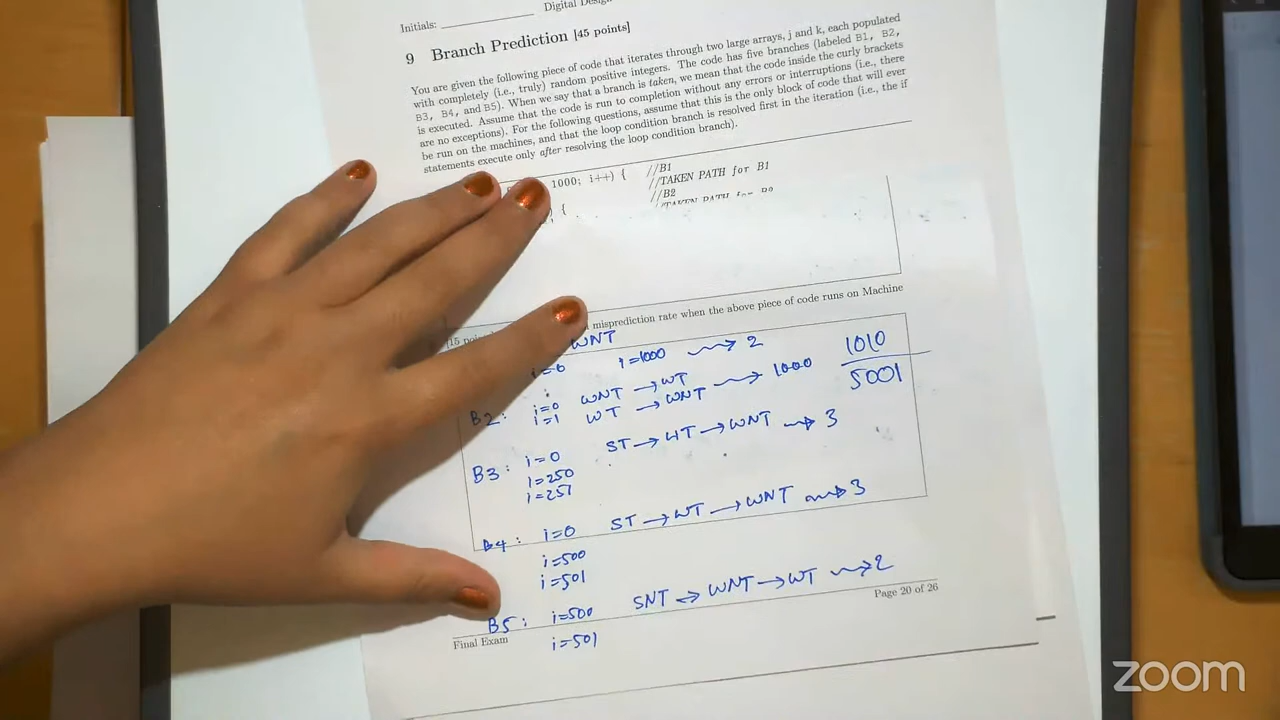 Initials:
Digital Design
9 Branch Prediction [45 points]
You are given the following piece of code that iterates through two large arrays, j and k, each populated
with completely (i.e., truly) random positive integers. The code has five branches (labeled B1, B2,
B3, B4, and B5). When we say that a branch is taken, we mean that the code inside the curly brackets
is executed. Assume that the code is run to completion without any errors or interruptions (i.e., there
are no exceptions). For the following questions, assume that this is the only block of code that will ever
be run on the machines, and that the loop condition branch is resolved first in the iteration (i.e., the if
statements execute only after resolving the loop condition branch).
1000; i++) { //B1
//TAKEN PATH for B1
) { //B2
misprediction rate when the above piece of code runs on Machine
WNT
i=0 i=1000 → 2 1010
B2: i=0 WNT → WT 5001
i=1 WT → WNT → 1000
B3: i=0 ST → WT → WNT → 3
i=250
i=251
B4: i=0 ST → WT → WNT → 3
i=500
i=501
B5: i=500 SNT → WNT → WT → 2
i=501
Final Exam Page 20 of 26
zoom